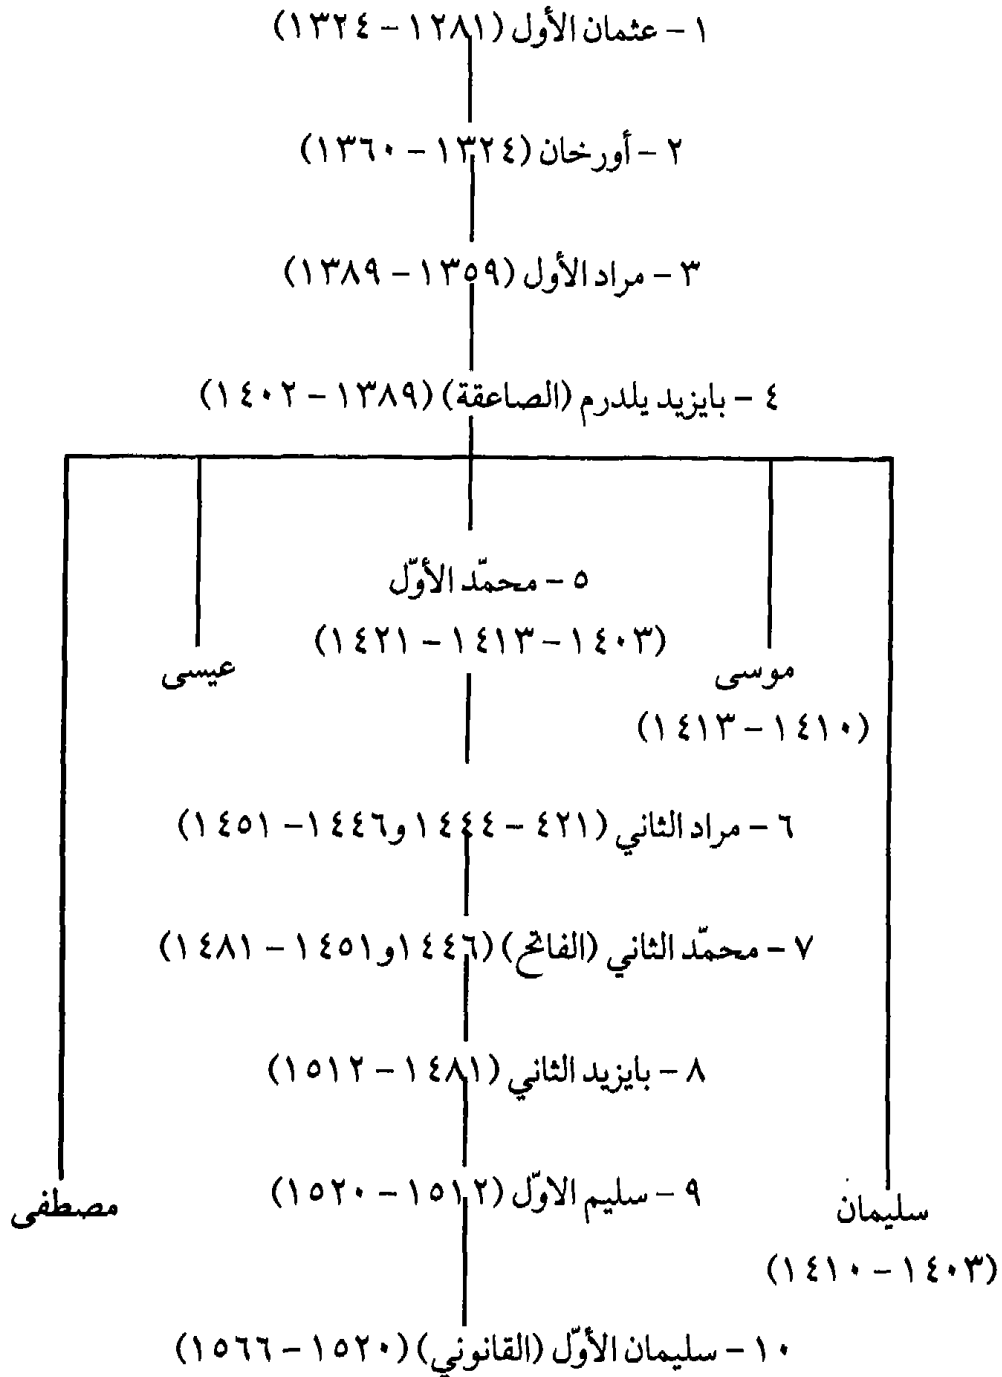 ١ - عثمان الأول (١٢٨١ - ١٣٢٤)
٢ - أورخان (١٣٢٤ - ١٣٦٠)
٣ - مراد الأول (١٣٥٩ - ١٣٨٩)
٤ - بايزيد يلدرم (الصاعقة) (١٣٨٩ - ١٤٠٢)
٥ - محمّد الأوّل
(١٤٠٣ - ١٤١٣ - ١٤٢١)
موسى
عيسى
(١٤١٠ - ١٤١٣)
٦ - مراد الثاني (٤٢١ - ١٤٤٤ و١٤٤٦ - ١٤٥١)
٧ - محمّد الثاني (الفاتح) (١٤٤٦ و١٤٥١ - ١٤٨١)
٨ - بايزيد الثاني (١٤٨١ - ١٥١٢)
٩ - سليم الاوّل (١٥١٢ - ١٥٢٠)
سليمان
مصطفى
(١٤٠٣ - ١٤١٠)
١٠ - سليمان الأوّل (القانوني) (١٥٢٠ - ١٥٦٦)